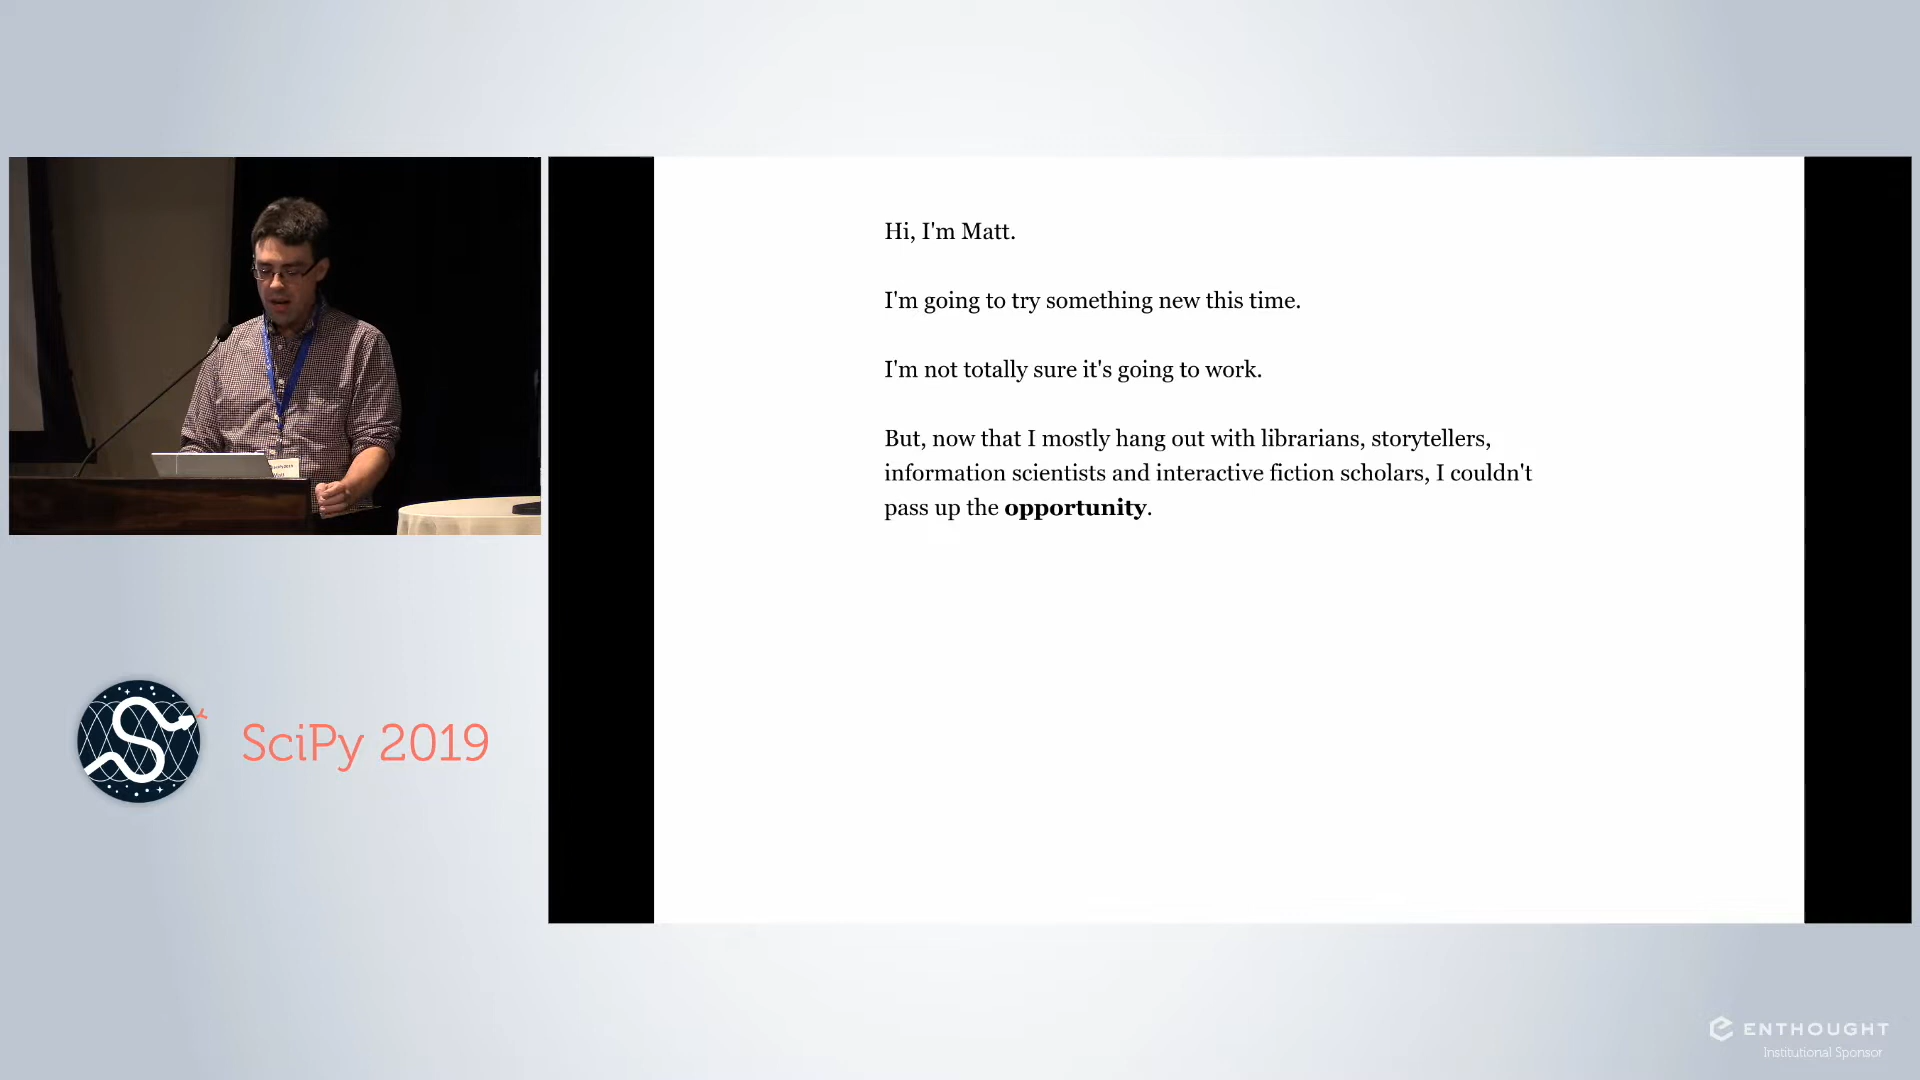 Hi, I'm Matt.
I'm going to try something new this time.
I'm not totally sure it's going to work.
But, now that I mostly hang out with librarians, storytellers,
information scientists and interactive fiction scholars, I couldn't
pass up the opportunity.
SciPy 2019
ENTHOUGHT
Institutional Sponsor